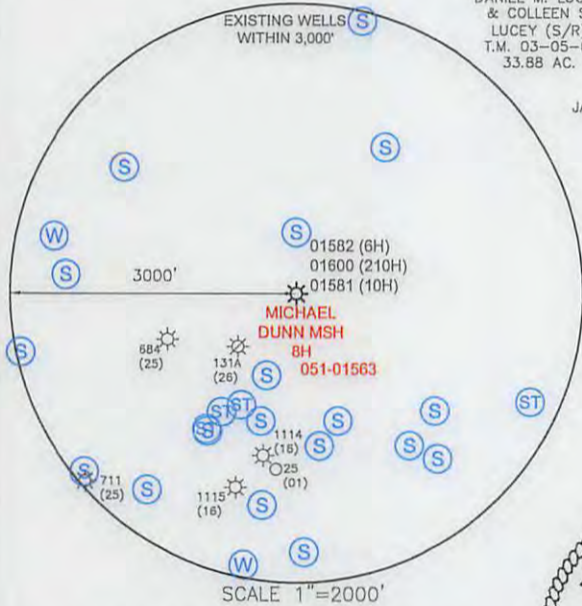 EXISTING WELLS
WITHIN 3,000'
S
& COLLEEN S
LUCEY (S/R)
T.M. 03-05-
33.88 AC.
JA
S
S
W
S
S
01582 (6H)
01600 (210H)
01581 (10H)
3000'
MICHAEL
DUNN MSH
8H
051-01563
S
684
(25)
131A
(26)
S
ST
ST
S
S
S
S
ST
1114
(16)
S
S
S
25
(01)
S
711
(25)
S
1115
(16)
S
S
W
SCALE 1"=2000'